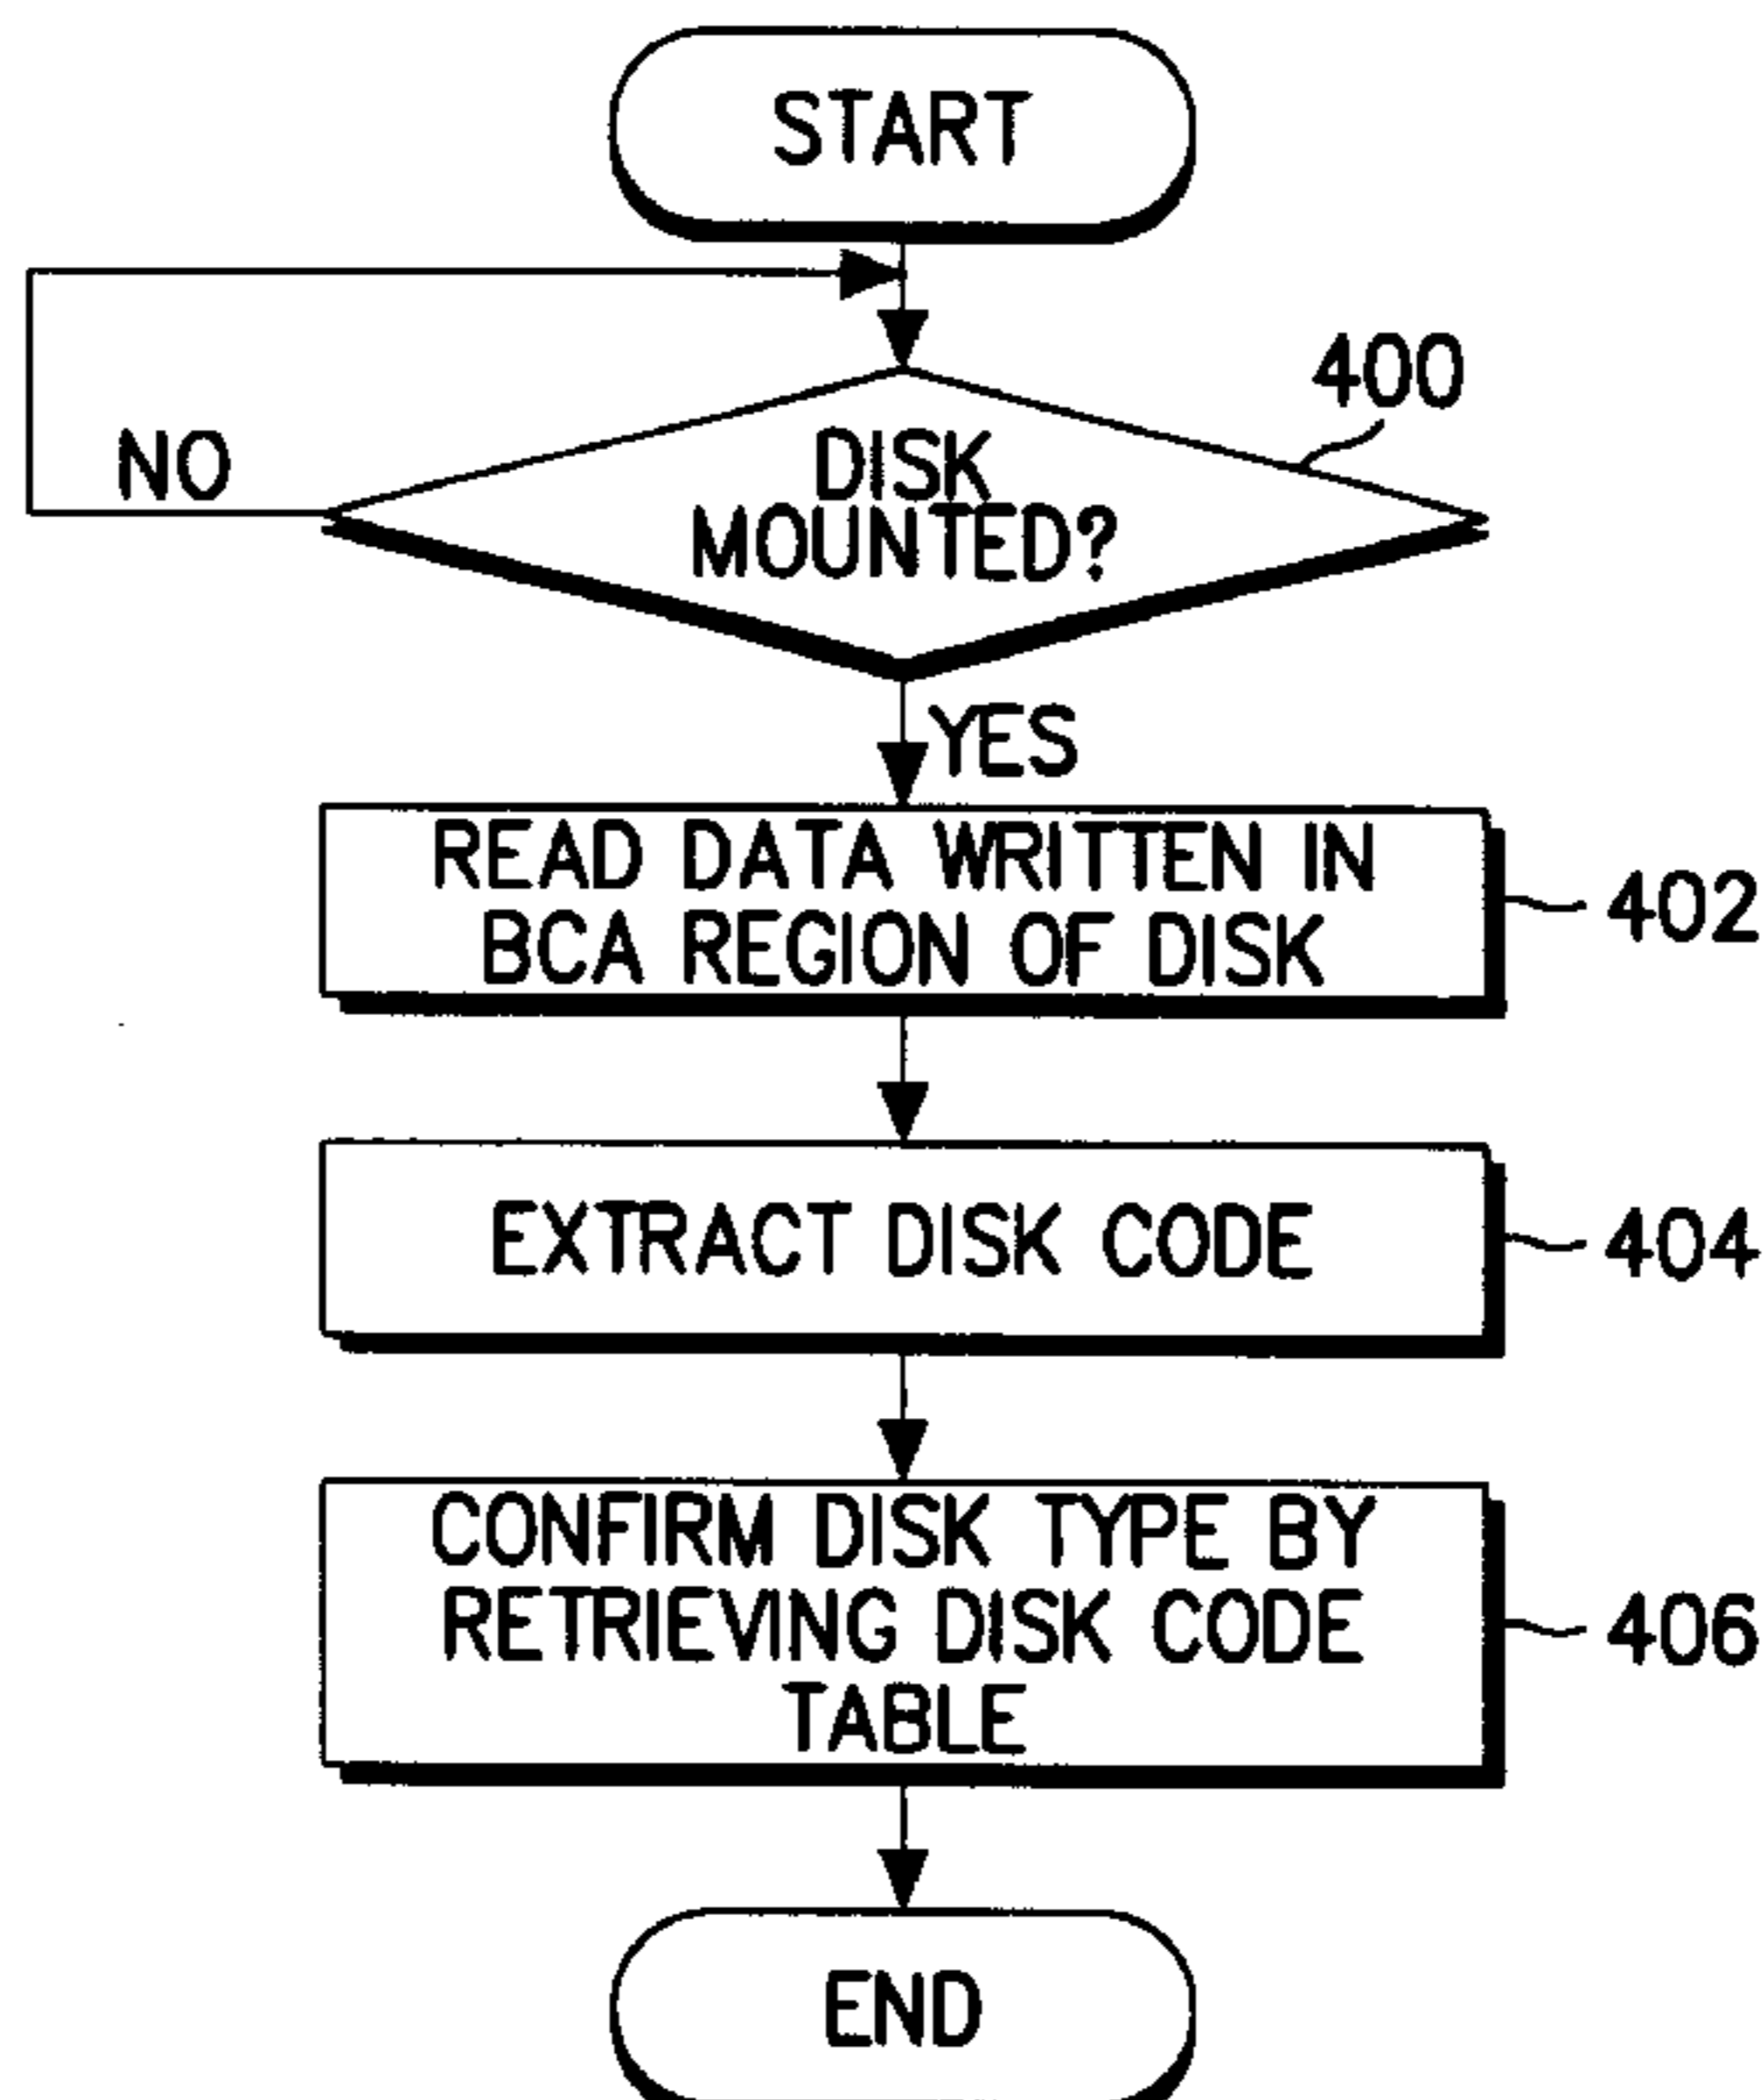 START
400
NO
DISK
MOUNTED?
YES
READ DATA WRITTEN IN
BCA REGION OF DISK
402
EXTRACT DISK CODE
404
CONFIRM DISK TYPE BY
RETRIEVING DISK CODE
TABLE
406
END